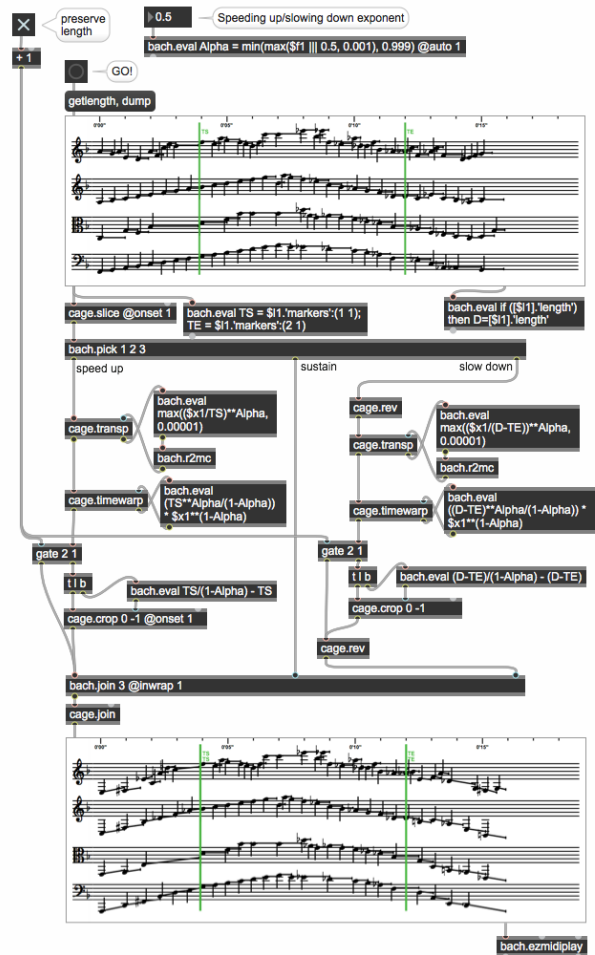 preserve
length
0.5
Speeding up/slowing down exponent
+ 1
bach.eval Alpha = min(max($f1 ||| 0.5, 0.001), 0.999) @auto 1
GO!
getlength, dump
0'00" 0'05" 0'10" 0'15"
TS
TE
cage.slice @onset 1
bach.eval TS = $l1.'markers':(1 1);
TE = $l1.'markers':(2 1)
bach.eval if ([$l1].'length')
then D=[$l1].'length'
bach.pick 1 2 3
speed up
sustain
slow down
cage.rev
bach.eval
max(($x1/TS)**Alpha,
0.00001)
cage.transp
bach.r2mc
bach.eval
max(($x1/(D-TE))**Alpha,
0.00001)
cage.transp
bach.r2mc
cage.timewarp
bach.eval
(TS**Alpha/(1-Alpha))
* $x1**(1-Alpha)
cage.timewarp
bach.eval
((D-TE)**Alpha/(1-Alpha)) *
$x1**(1-Alpha)
gate 2 1
gate 2 1
t l b
bach.eval TS/(1-Alpha) - TS
t l b
bach.eval (D-TE)/(1-Alpha) - (D-TE)
cage.crop 0 -1 @onset 1
cage.crop 0 -1
cage.rev
bach.join 3 @inwrap 1
cage.join
0'00" 0'05" 0'10" 0'15"
bach.ezmidiplay